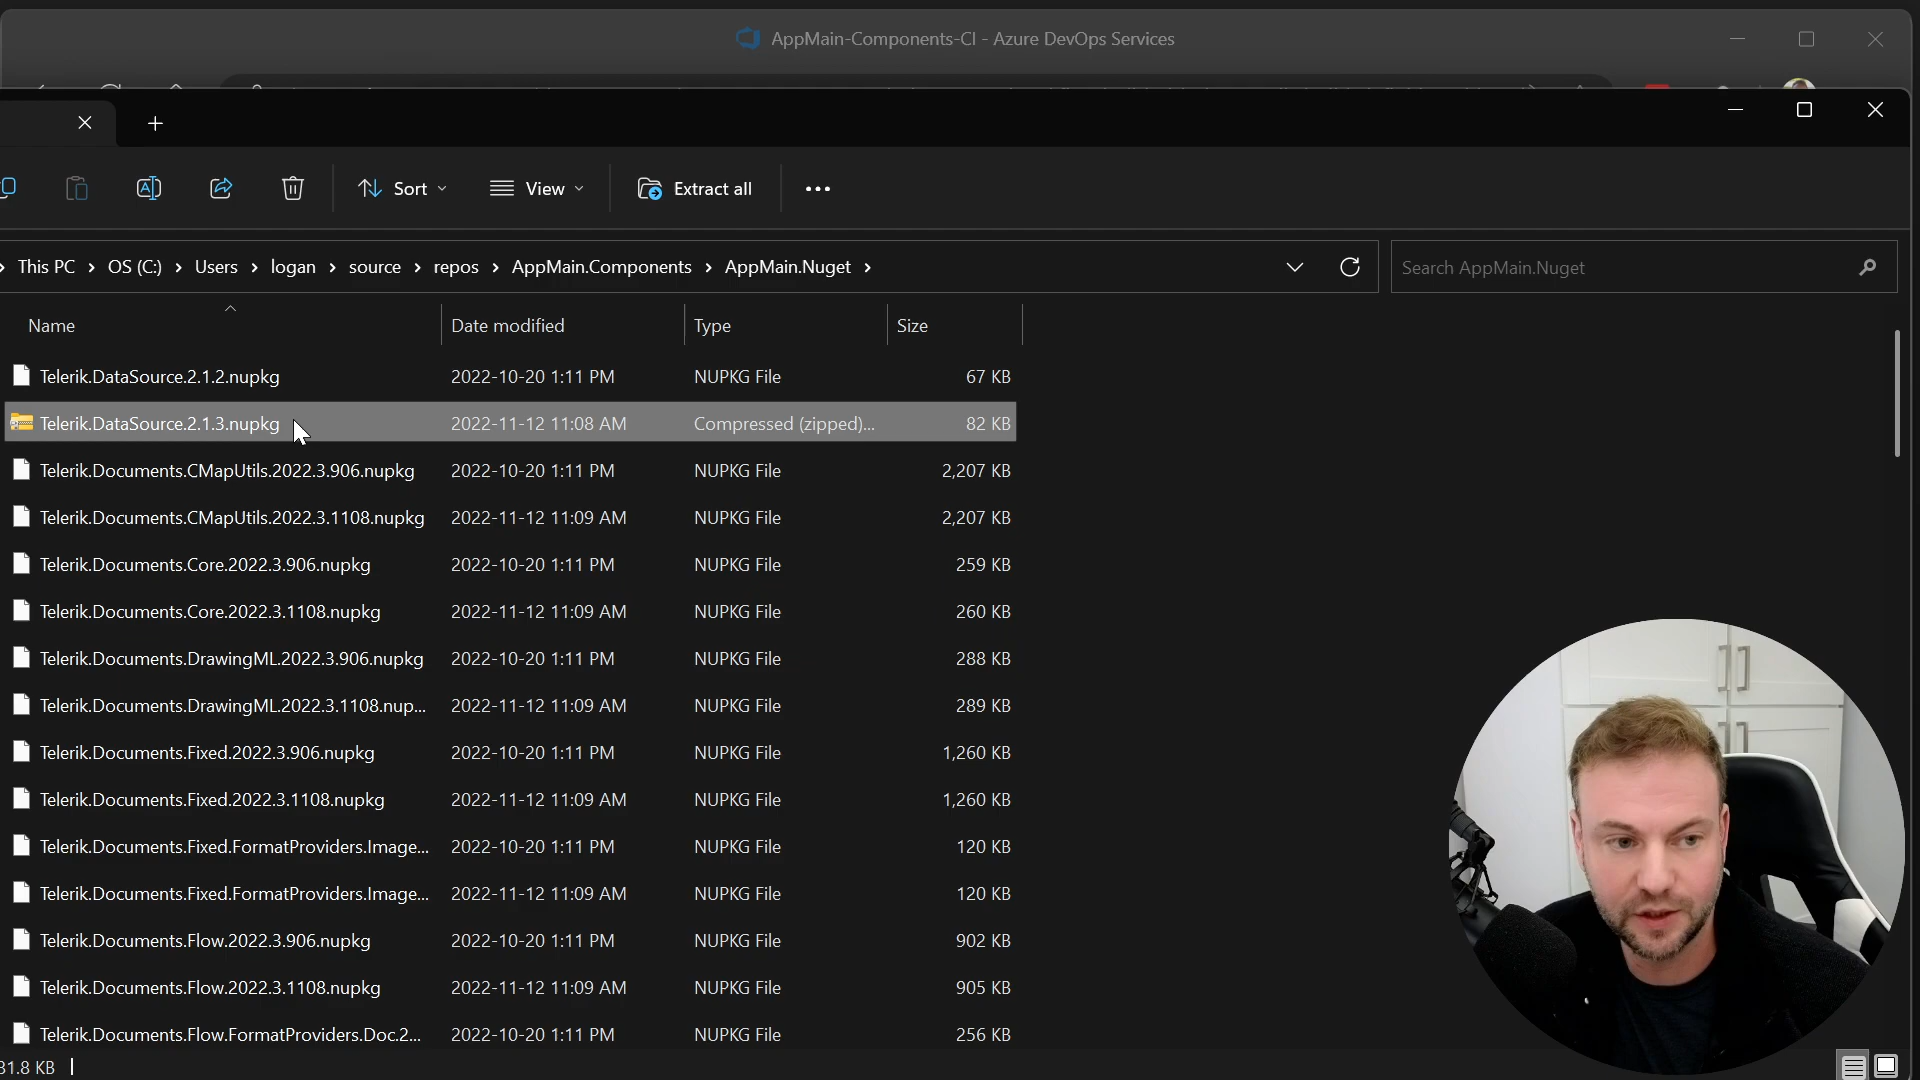 AppMain-Components-CI - Azure DevOps Services
Sort
View
Extract all
This PC > OS (C:) > Users > logan > source > repos > AppMain.Components > AppMain.Nuget >
Search AppMain.Nuget
Name Date modified Type Size
Telerik.DataSource.2.1.2.nupkg 2022-10-20 1:11 PM NUPKG File 67 KB
Telerik.DataSource.2.1.3.nupkg 2022-11-12 11:08 AM Compressed (zipped)... 82 KB
Telerik.Documents.CMapUtils.2022.3.906.nupkg 2022-10-20 1:11 PM NUPKG File 2,207 KB
Telerik.Documents.CMapUtils.2022.3.1108.nupkg 2022-11-12 11:09 AM NUPKG File 2,207 KB
Telerik.Documents.Core.2022.3.906.nupkg 2022-10-20 1:11 PM NUPKG File 259 KB
Telerik.Documents.Core.2022.3.1108.nupkg 2022-11-12 11:09 AM NUPKG File 260 KB
Telerik.Documents.DrawingML.2022.3.906.nupkg 2022-10-20 1:11 PM NUPKG File 288 KB
Telerik.Documents.DrawingML.2022.3.1108.nup... 2022-11-12 11:09 AM NUPKG File 289 KB
Telerik.Documents.Fixed.2022.3.906.nupkg 2022-10-20 1:11 PM NUPKG File 1,260 KB
Telerik.Documents.Fixed.2022.3.1108.nupkg 2022-11-12 11:09 AM NUPKG File 1,260 KB
Telerik.Documents.Fixed.FormatProviders.Image... 2022-10-20 1:11 PM NUPKG File 120 KB
Telerik.Documents.Fixed.FormatProviders.Image... 2022-11-12 11:09 AM NUPKG File 120 KB
Telerik.Documents.Flow.2022.3.906.nupkg 2022-10-20 1:11 PM NUPKG File 902 KB
Telerik.Documents.Flow.2022.3.1108.nupkg 2022-11-12 11:09 AM NUPKG File 905 KB
Telerik.Documents.Flow.FormatProviders.Doc.2... 2022-10-20 1:11 PM NUPKG File 256 KB
31.8 KB